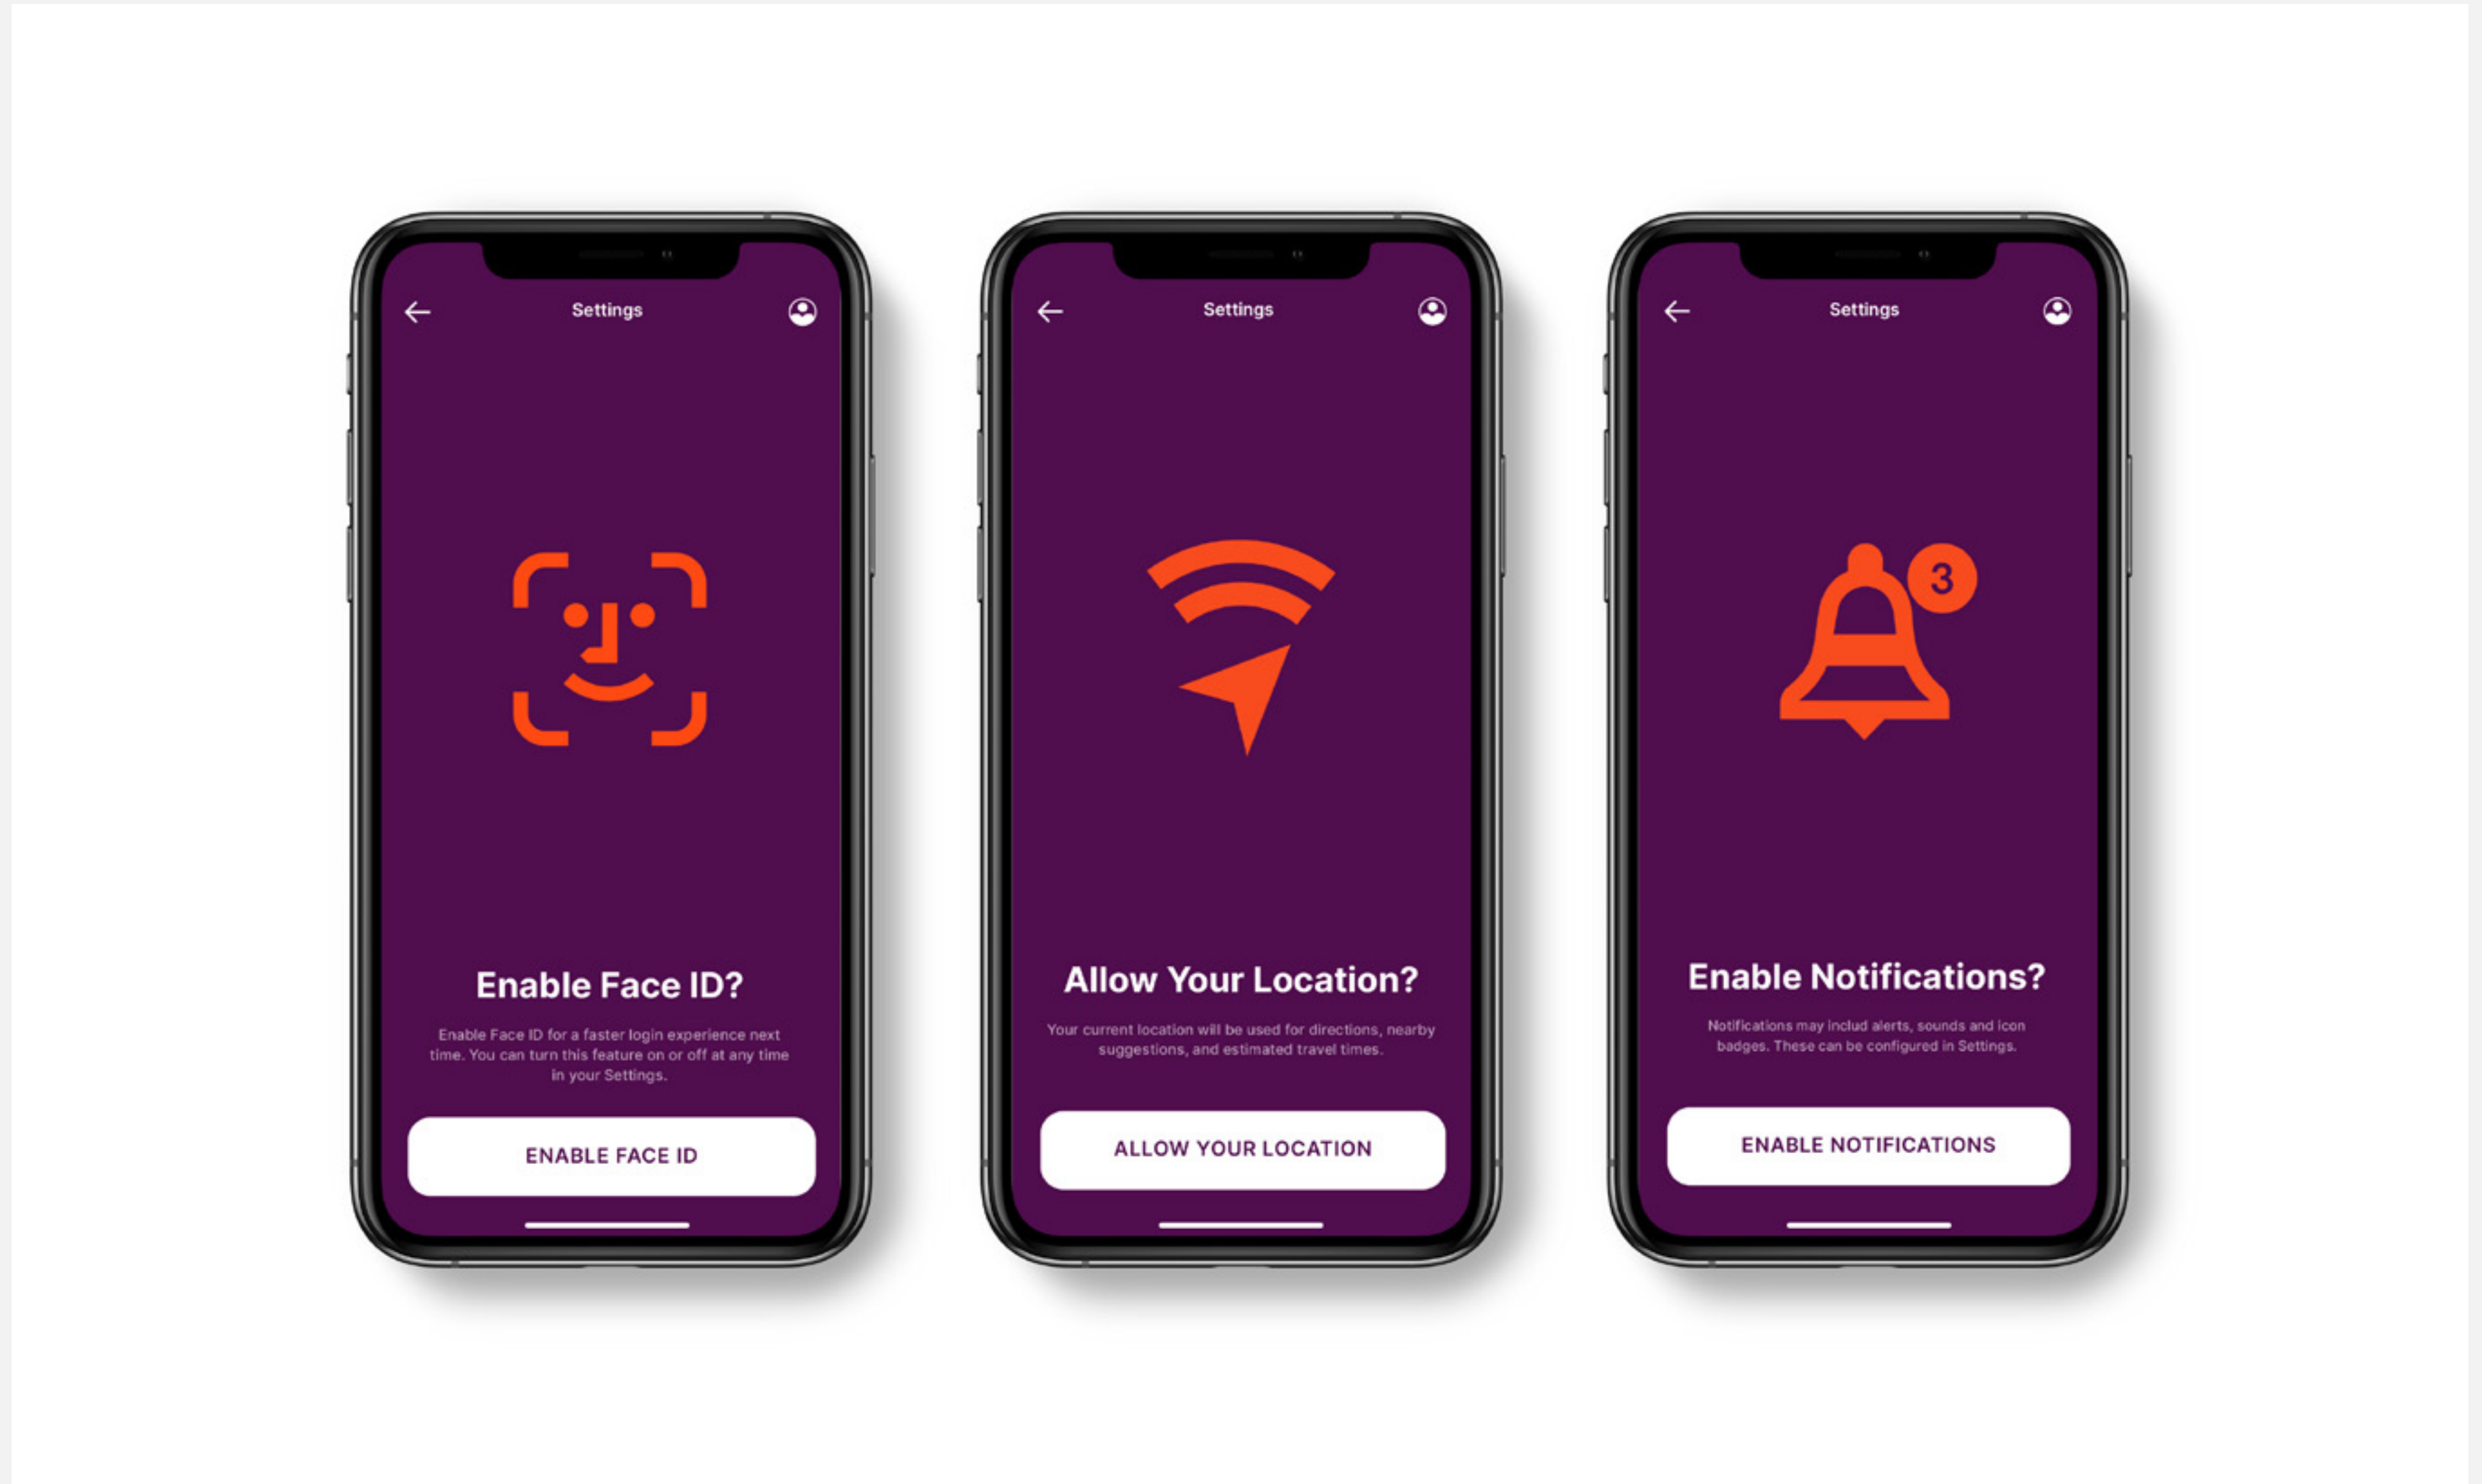 Settings
Enable Face ID?
Enable Face ID for a faster login experience next
time. You can turn this feature on or off at any time
in your Settings.
ENABLE FACE ID
Settings
Allow Your Location?
Your current location will be used for directions, nearby
suggestions, and estimated travel times.
ALLOW YOUR LOCATION
Settings
3
Enable Notifications?
Notifications may includ alerts, sounds and icon
badges. These can be configured in Settings.
ENABLE NOTIFICATIONS